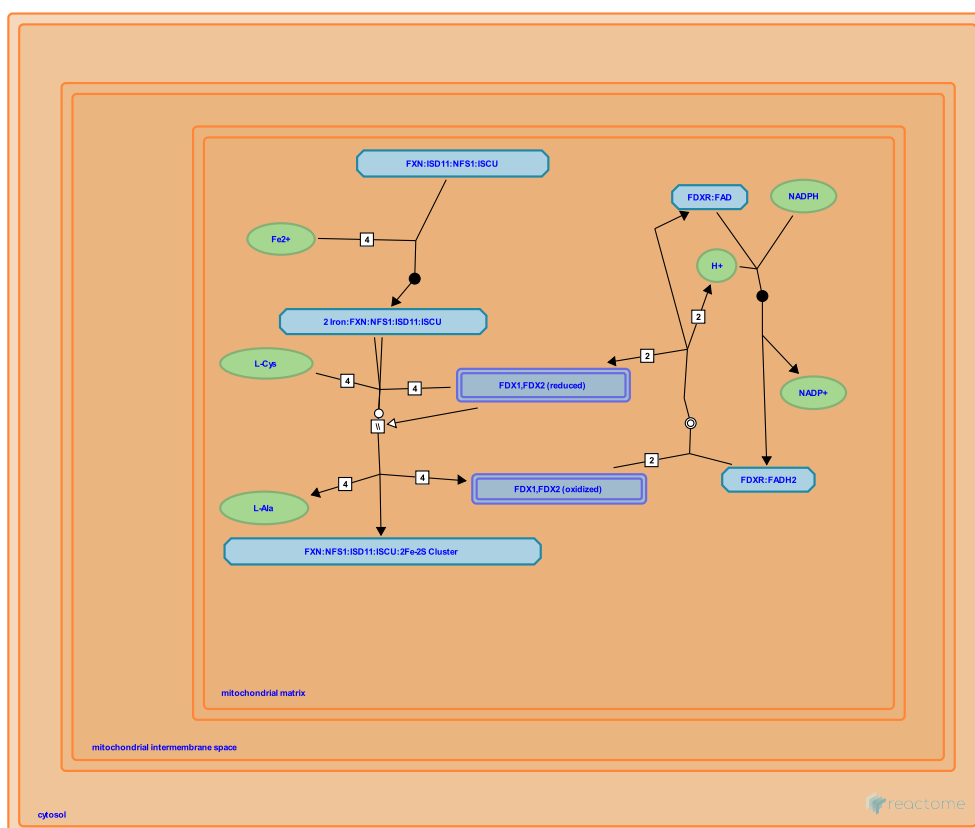 FXN:ISD11:NFS1:ISCU
FDXR:FAD
NADPH
Fe2+
4
H+
2
2 Iron:FXN:NFS1:ISD11:ISCU
L-Cys
4
4
2
FDX1,FDX2 (reduced)
NADP+
\\
2
4
4
FDX1,FDX2 (oxidized)
FDXR:FADH2
L-Ala
FXN:NFS1:ISD11:ISCU:2Fe-2S Cluster
mitochondrial matrix
mitochondrial intermembrane space
cytosol
reactome